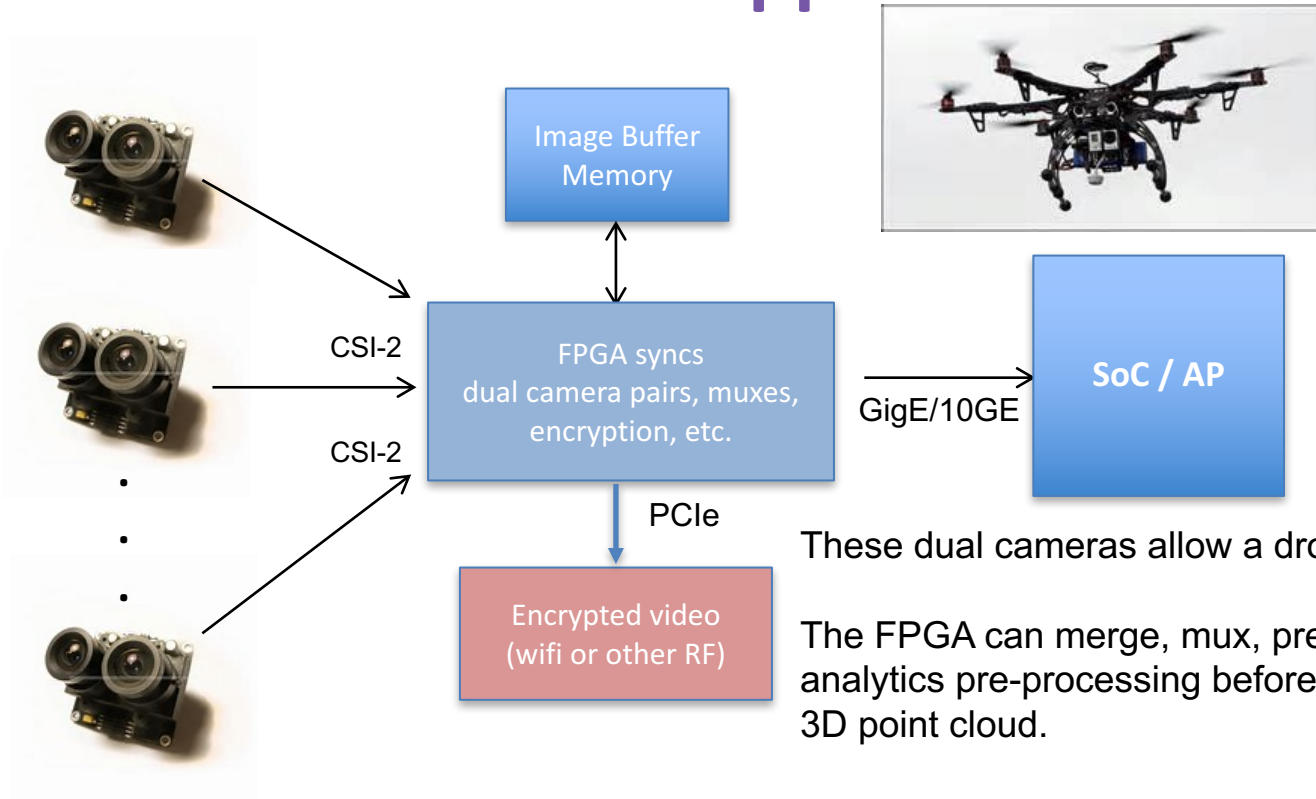 Image Buffer
Memory
CSI-2
FPGA syncs
dual camera pairs, muxes,
encryption, etc.
GigE/10GE
SoC / AP
CSI-2
PCIe
These dual cameras allow a
Encrypted video
(wifi or other RF)
The FPGA can merge, mux,
analytics pre-processing before
3D point cloud.